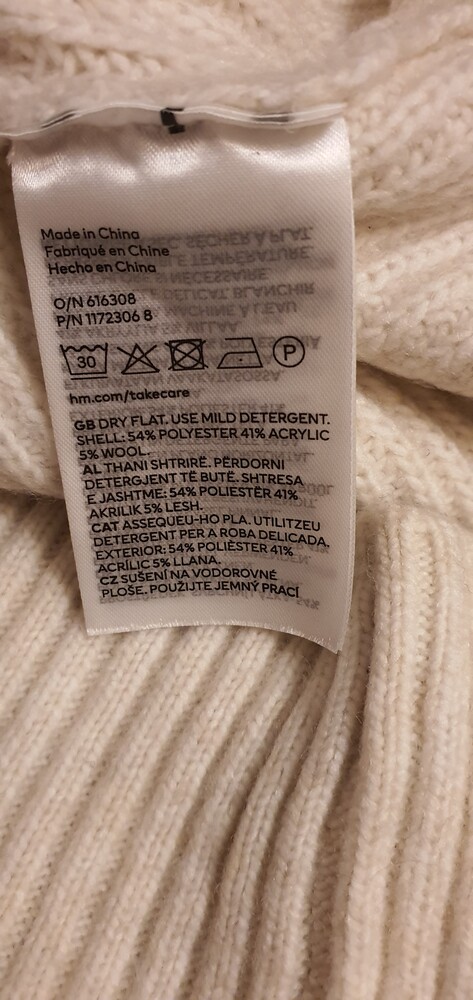 Made in China
Fabriqué en Chine
Hecho en China
O/N 616308
P/N 1172306 8
30
P
hm.com/takecare
GB DRY FLAT. USE MILD DETERGENT.
SHELL: 54% POLYESTER 41% ACRYLIC
5% WOOL.
AL THANI SHTRIRË. PËRDORNI
DETERGJENT TË BUTË. SHTRESA
E JASHTME: 54% POLIESTËR 41%
AKRILIK 5% LESH.
CAT ASSEQUEU-HO PLA. UTILITZEU
DETERGENT PER A ROBA DELICADA.
EXTERIOR: 54% POLIÈSTER 41%
ACRÍLIC 5% LLANA.
CZ SUŠENÍ NA VODOROVNÉ
PLOŠE. POUŽIJTE JEMNÝ PRACÍ